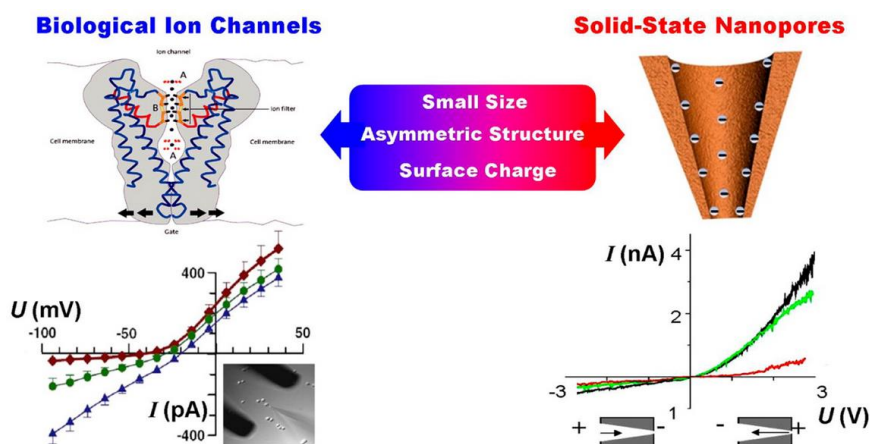 Biological Ion Channels
Solid-State Nanopores
Ion channel
A
B
Ion filter
Cell membrane
Cell membrane
A
Gate
Small Size
Asymmetric Structure
Surface Charge
U (mV)
-100
-50
50
400
-400
I (pA)
I (nA)
4
2
-3
3
1
U (V)
+
-
-
+